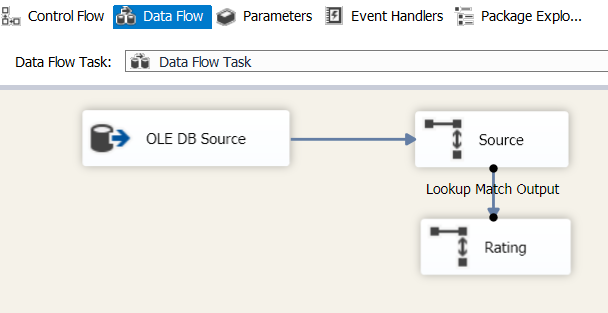 Control Flow Data Flow Parameters Event Handlers Package Explo...
Data Flow Task: Data Flow Task
OLE DB Source Source
Lookup Match Output
Rating